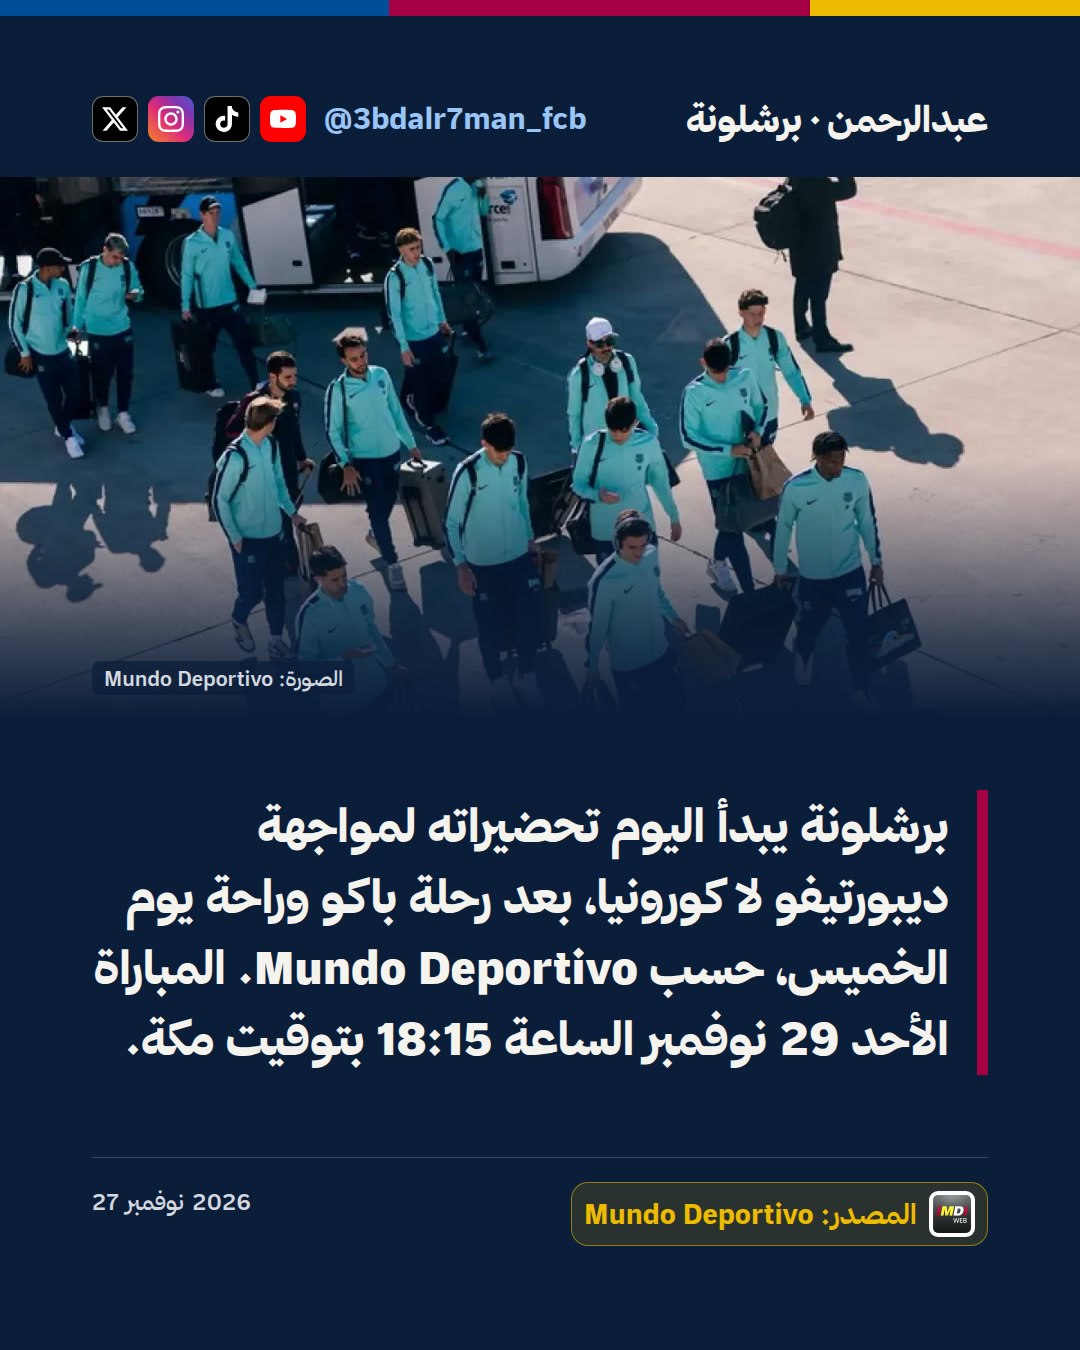 عبدالرحمن · برشلونة
@3bdalr7man_fcb
الصورة: Mundo Deportivo
برشلونة يبدأ اليوم تحضيراته لمواجهة
ديبورتيفو لا كورونيا، بعد رحلة باكو وراحة يوم
الخميس، حسب Mundo Deportivo. المباراة
الأحد 29 نوفمبر الساعة 18:15 بتوقيت مكة.
MD WEB
المصدر: Mundo Deportivo
27 نوفمبر 2026